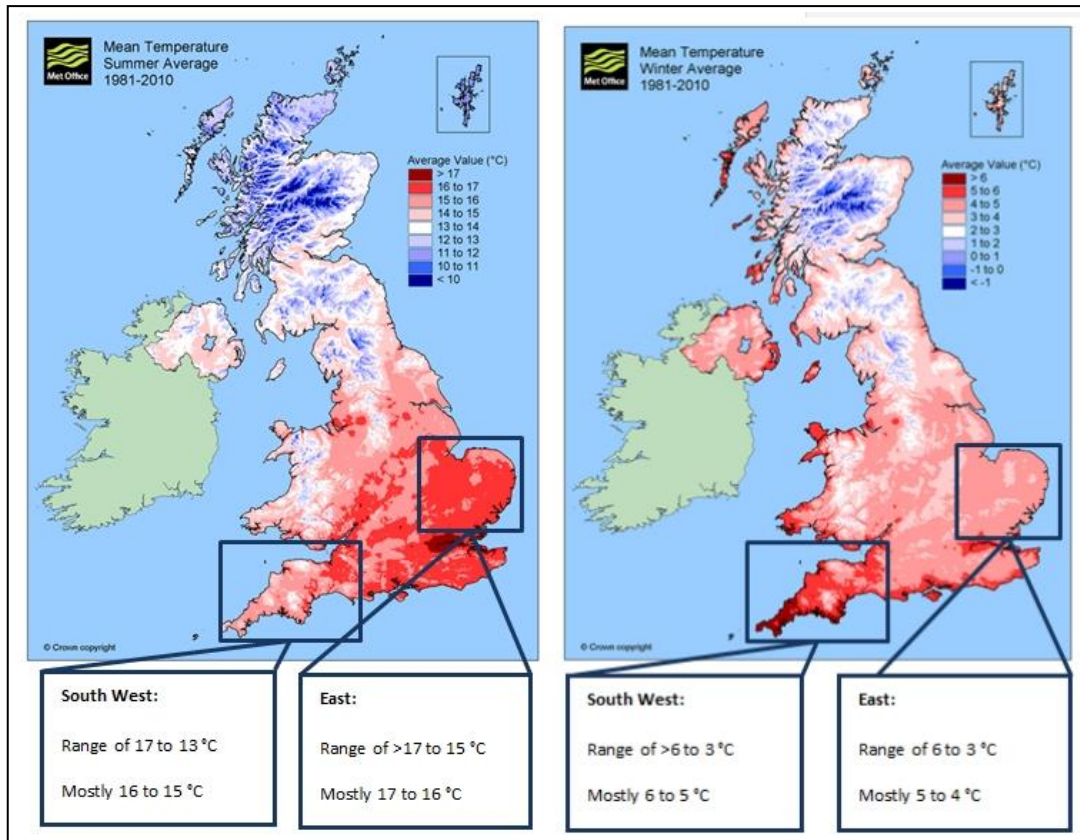 Met Office
Mean Temperature
Summer Average
1981-2010
Average Value (°C)
> 17
16 to 17
15 to 16
14 to 15
13 to 14
12 to 13
11 to 12
10 to 11
< 10
© Crown copyright
Met Office
Mean Temperature
Winter Average
1981-2010
Average Value (°C)
> 6
5 to 6
4 to 5
3 to 4
2 to 3
1 to 2
0 to 1
-1 to 0
< -1
© Crown copyright
South West:
Range of 17 to 13 °C
Mostly 16 to 15 °C
East:
Range of >17 to 15 °C
Mostly 17 to 16 °C
South West:
Range of >6 to 3 °C
Mostly 6 to 5 °C
East:
Range of 6 to 3 °C
Mostly 5 to 4 °C